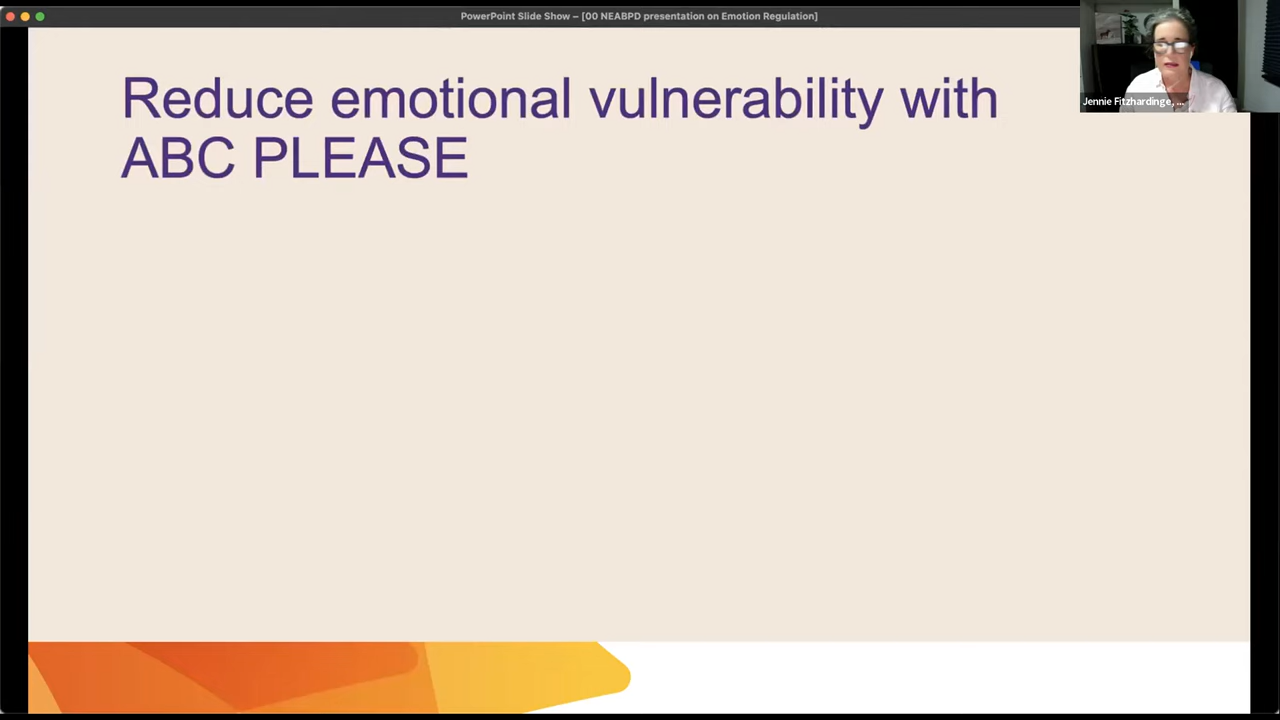 PowerPoint Slide Show – [00 NEABPD presentation on Emotion Regulation]
Reduce emotional vulnerability with
ABC PLEASE
Jennie Fitzhardinge, ...